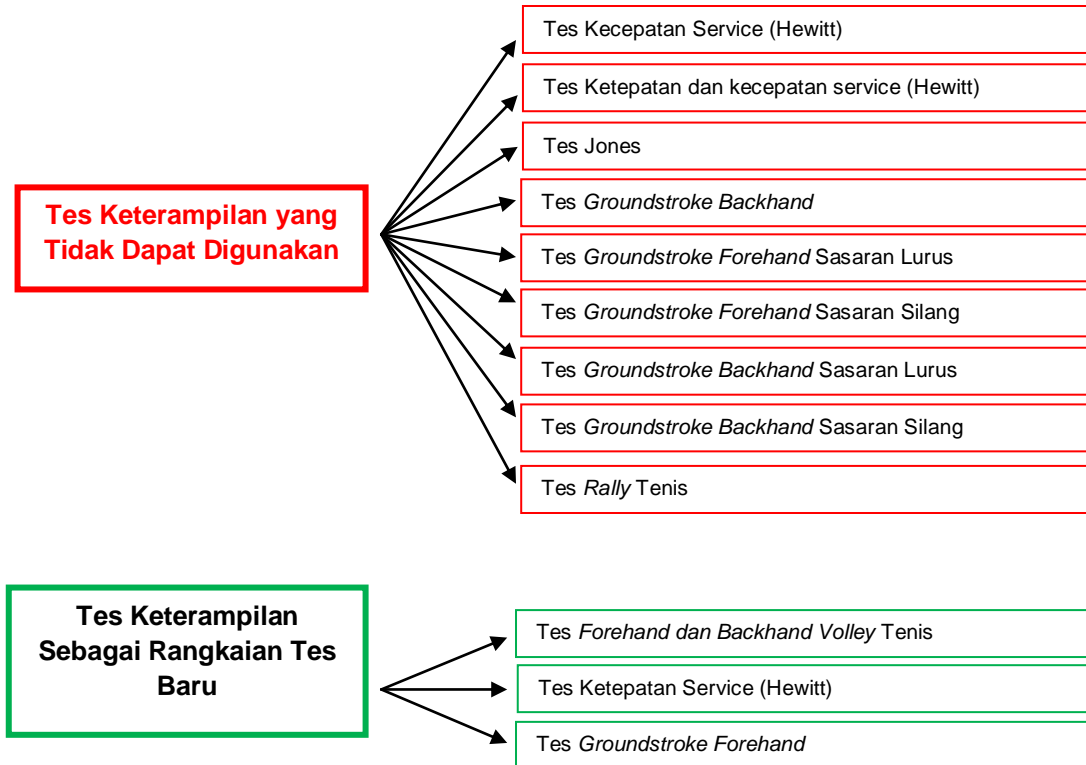 Tes Keterampilan yang
Tidak Dapat Digunakan
Tes Kecepatan Service (Hewitt)
Tes Ketepatan dan kecepatan service (Hewitt)
Tes Jones
Tes Groundstroke Backhand
Tes Groundstroke Forehand Sasaran Lurus
Tes Groundstroke Forehand Sasaran Silang
Tes Groundstroke Backhand Sasaran Lurus
Tes Groundstroke Backhand Sasaran Silang
Tes Rally Tenis
Tes Keterampilan
Sebagai Rangkaian Tes
Baru
Tes Forehand dan Backhand Volley Tenis
Tes Ketepatan Service (Hewitt)
Tes Groundstroke Forehand